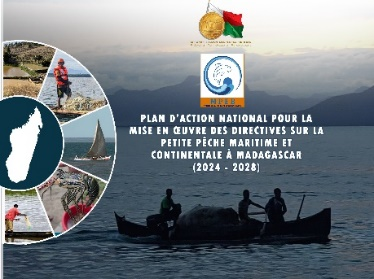 MPEB
PLAN D'ACTION NATIONAL POUR LA
MISE EN ŒUVRE DES DIRECTIVES SUR LA
PETITE PÊCHE MARITIME ET
CONTINENTALE À MADAGASCAR
(2024 - 2028)